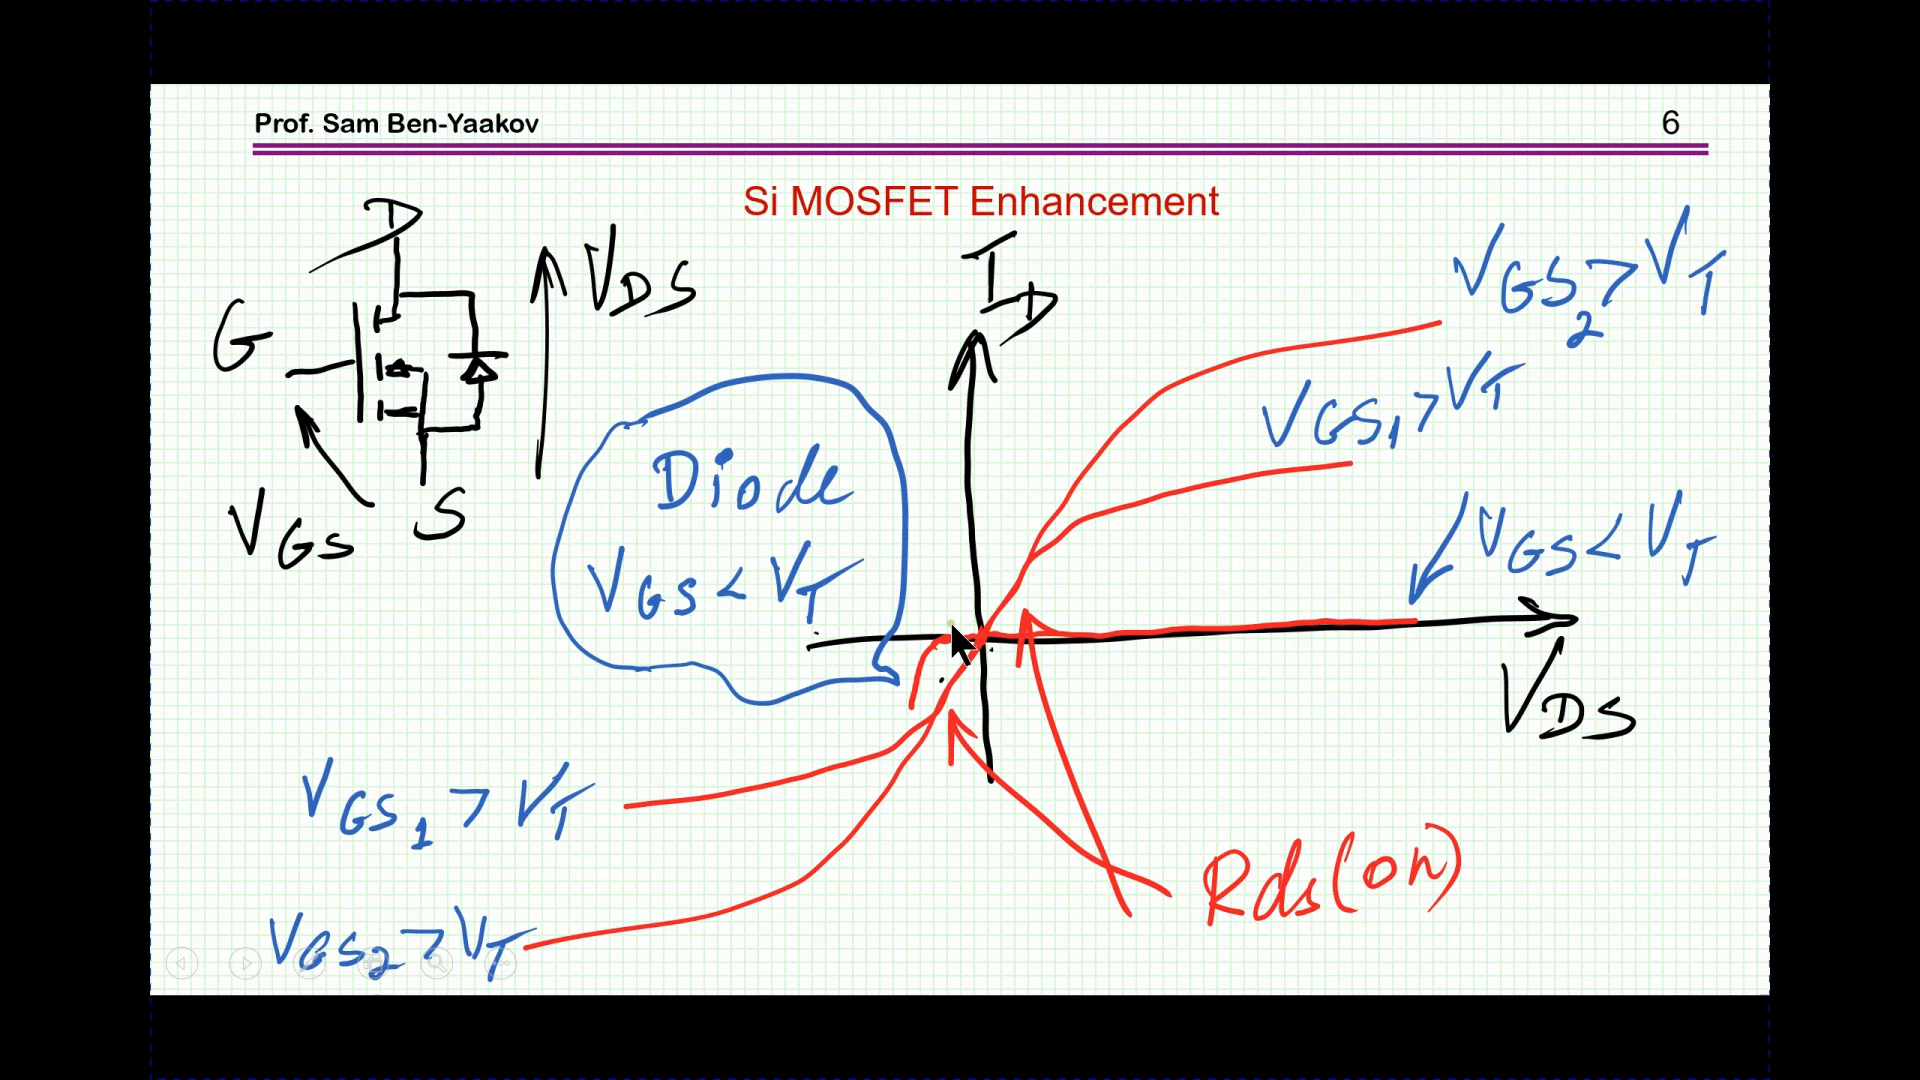 Prof. Sam Ben-Yaakov
6
Si MOSFET Enhancement
D
G
VGS
S
VDS
ID
VGS2 > VT
VGS1 > VT
VGS < VT
Diode
VGS < VT
VDS
VGS1 > VT
VGS2 > VT
Rds(on)